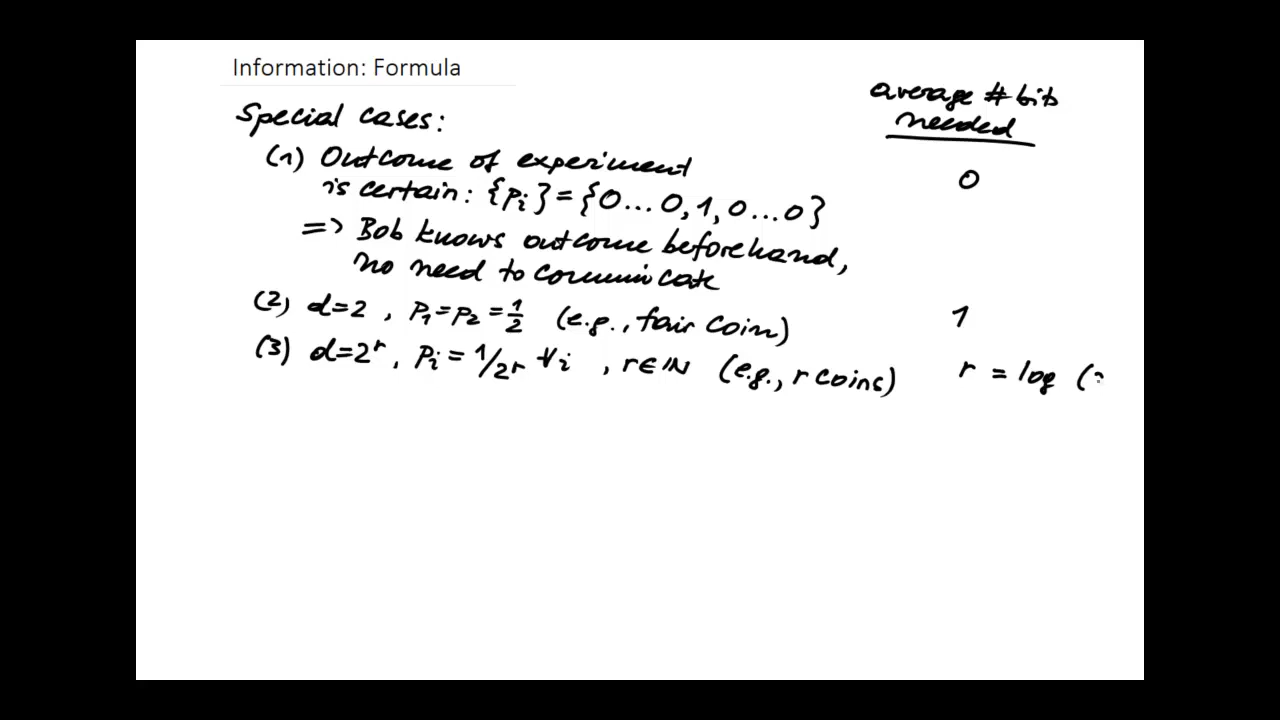 Information: Formula
average # bits
needed
Special cases:
(1) Outcome of experiment
is certain: {pi} = {0...0, 1, 0...0}
0
=> Bob knows outcome beforehand,
no need to communicate
(2) d=2, p₁=p₂=1/2 (e.g., fair coin)
1
(3) d=2^r, pi = 1/2^r ∀i, r∈ℕ (e.g., r coins)
r = log (